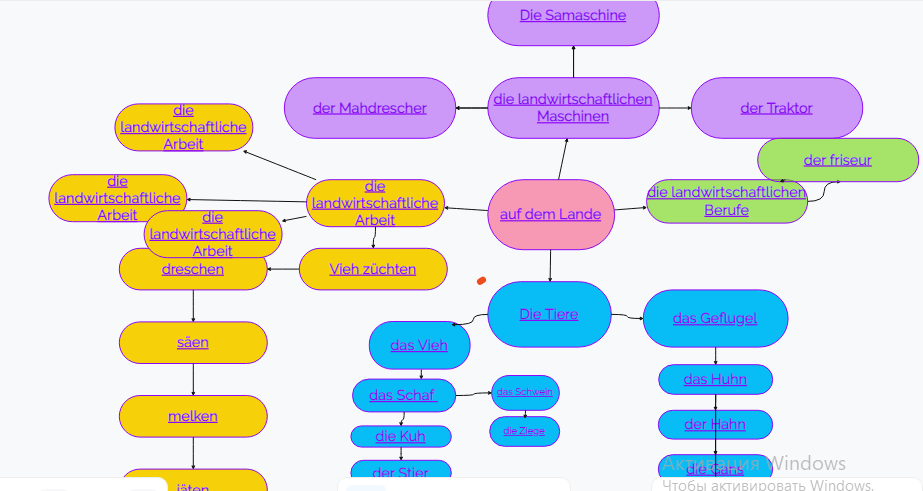 Die Samaschine
der Mahdrescher
die landwirtschaftlichen
Maschinen
der Traktor
die
landwirtschaftliche
Arbeit
der friseur
die
landwirtschaftliche
Arbeit
die
landwirtschaftliche
Arbeit
auf dem Lande
die landwirtschaftlichen
Berufe
die
landwirtschaftliche
Arbeit
dreschen
Vieh züchten
Die Tiere
das Geflugel
säen
das Vieh
das Huhn
das Schaf
das Schwein
melken
die Kuh
die Ziege
der Hahn
der Stier
die Gans
jäten
Активация Windows
Чтобы активировать Windows,